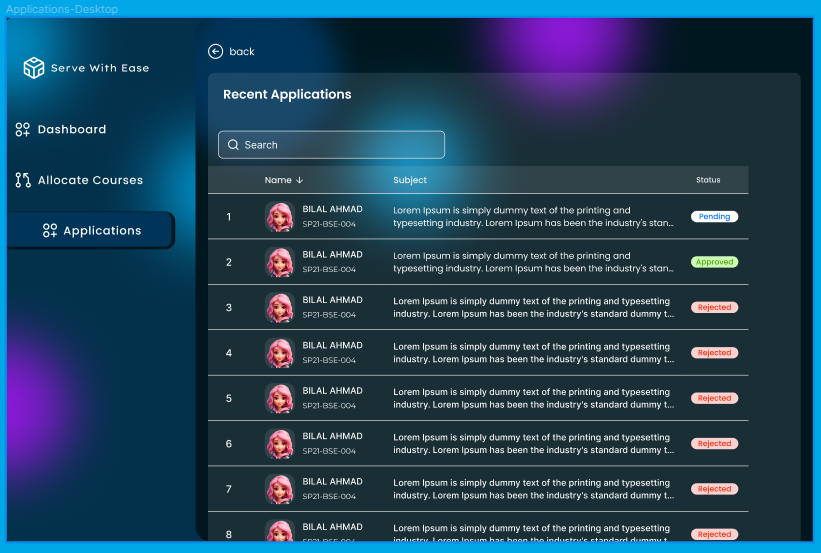 Applications-Desktop
Serve With Ease
Dashboard
Allocate Courses
Applications
back
Recent Applications
Search
Name ↓ Subject Status
1 BILAL AHMAD Lorem Ipsum is simply dummy text of the printing and
SP21-BSE-004 typesetting industry. Lorem Ipsum has been the industry's stan... Pending
2 BILAL AHMAD Lorem Ipsum is simply dummy text of the printing and
SP21-BSE-004 typesetting industry. Lorem Ipsum has been the industry's stan... Approved
3 BILAL AHMAD Lorem Ipsum is simply dummy text of the printing and typesetting
SP21-BSE-004 industry. Lorem Ipsum has been the industry's standard dummy t... Rejected
4 BILAL AHMAD Lorem Ipsum is simply dummy text of the printing and typesetting
SP21-BSE-004 industry. Lorem Ipsum has been the industry's standard dummy t... Rejected
5 BILAL AHMAD Lorem Ipsum is simply dummy text of the printing and typesetting
SP21-BSE-004 industry. Lorem Ipsum has been the industry's standard dummy t... Rejected
6 BILAL AHMAD Lorem Ipsum is simply dummy text of the printing and typesetting
SP21-BSE-004 industry. Lorem Ipsum has been the industry's standard dummy t... Rejected
7 BILAL AHMAD Lorem Ipsum is simply dummy text of the printing and typesetting
SP21-BSE-004 industry. Lorem Ipsum has been the industry's standard dummy t... Rejected
8 BILAL AHMAD Lorem Ipsum is simply dummy text of the printing and typesetting
SP21-BSE-004 industry. Lorem Ipsum has been the industry's standard dummy t... Rejected